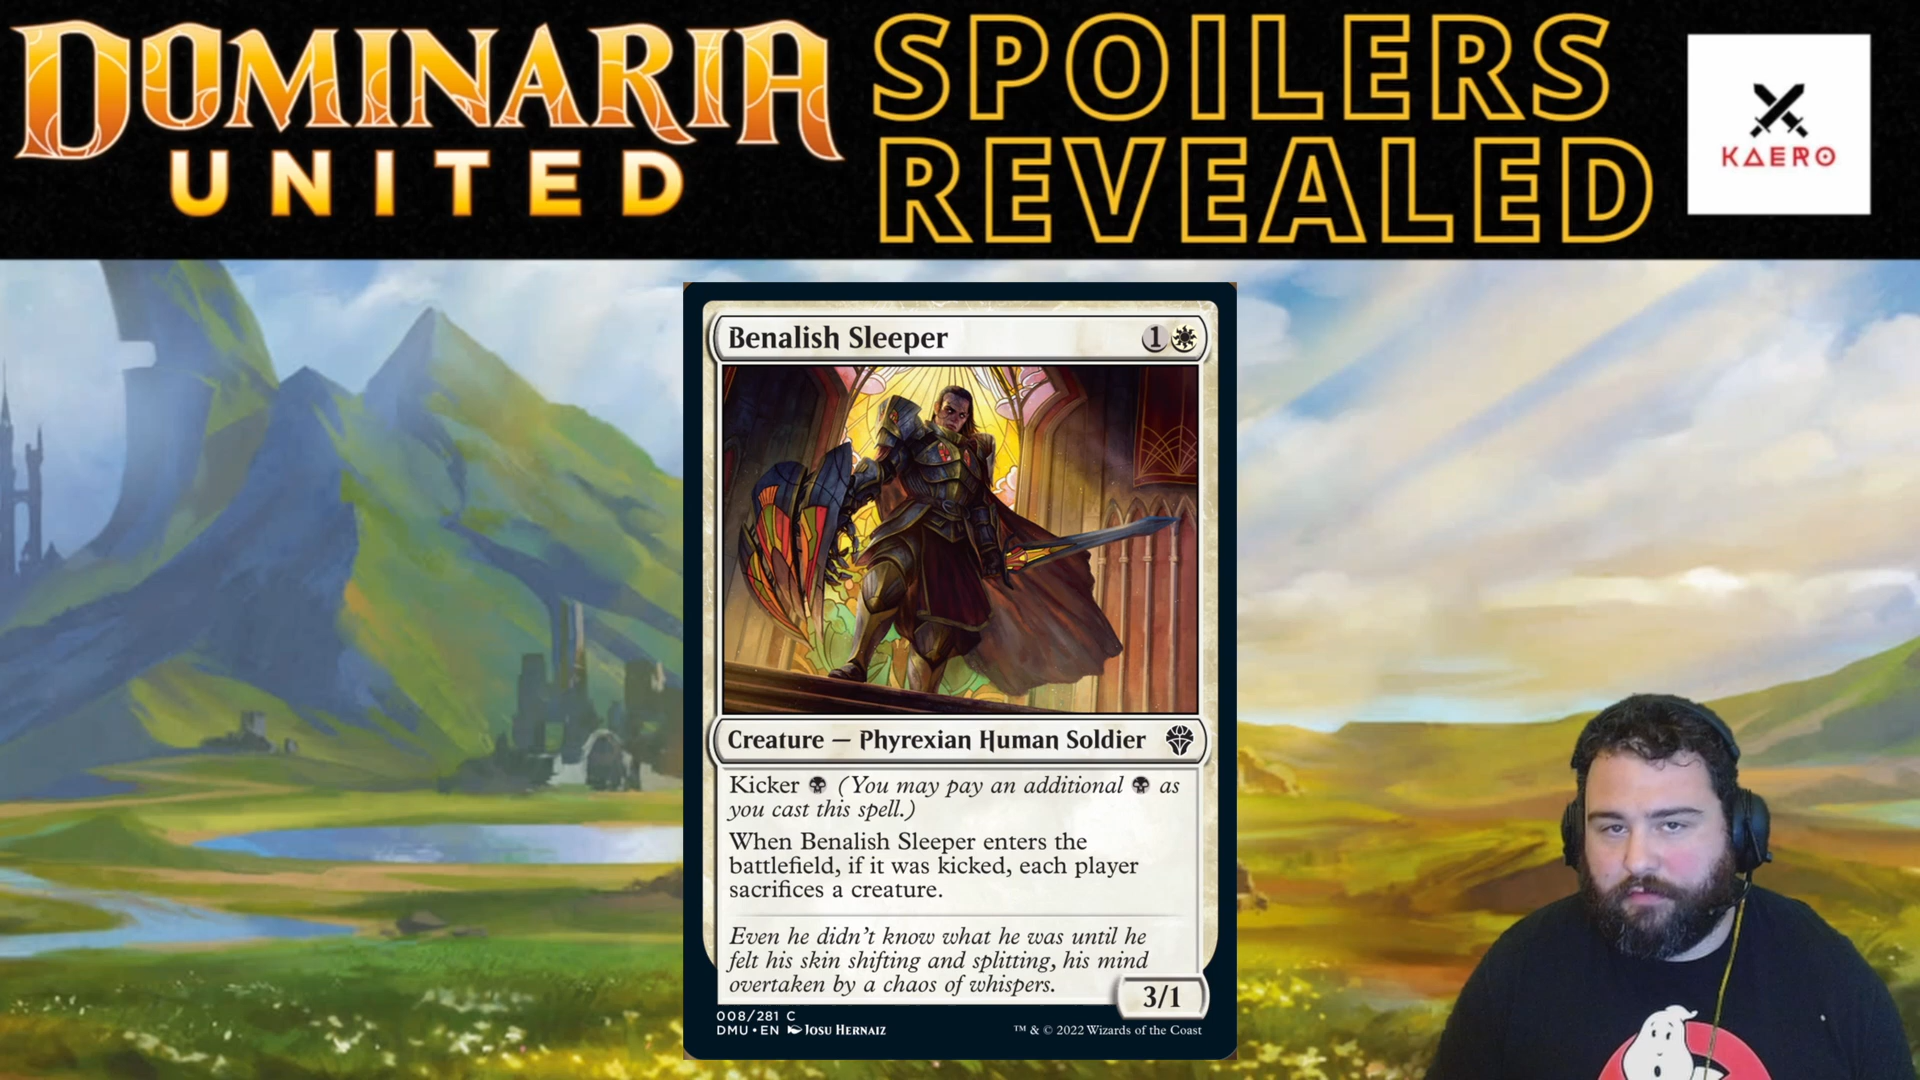 DOMINARIA
UNITED
SPOILERS
REVEALED
KAERO
Benalish Sleeper 1
Creature — Phyrexian Human Soldier
Kicker (You may pay an additional as
you cast this spell.)
When Benalish Sleeper enters the
battlefield, if it was kicked, each player
sacrifices a creature.
Even he didn't know what he was until he
felt his skin shifting and splitting, his mind
overtaken by a chaos of whispers.
3/1
008/281 C
DMU • EN Josu Hernaiz
™ & © 2022 Wizards of the Coast